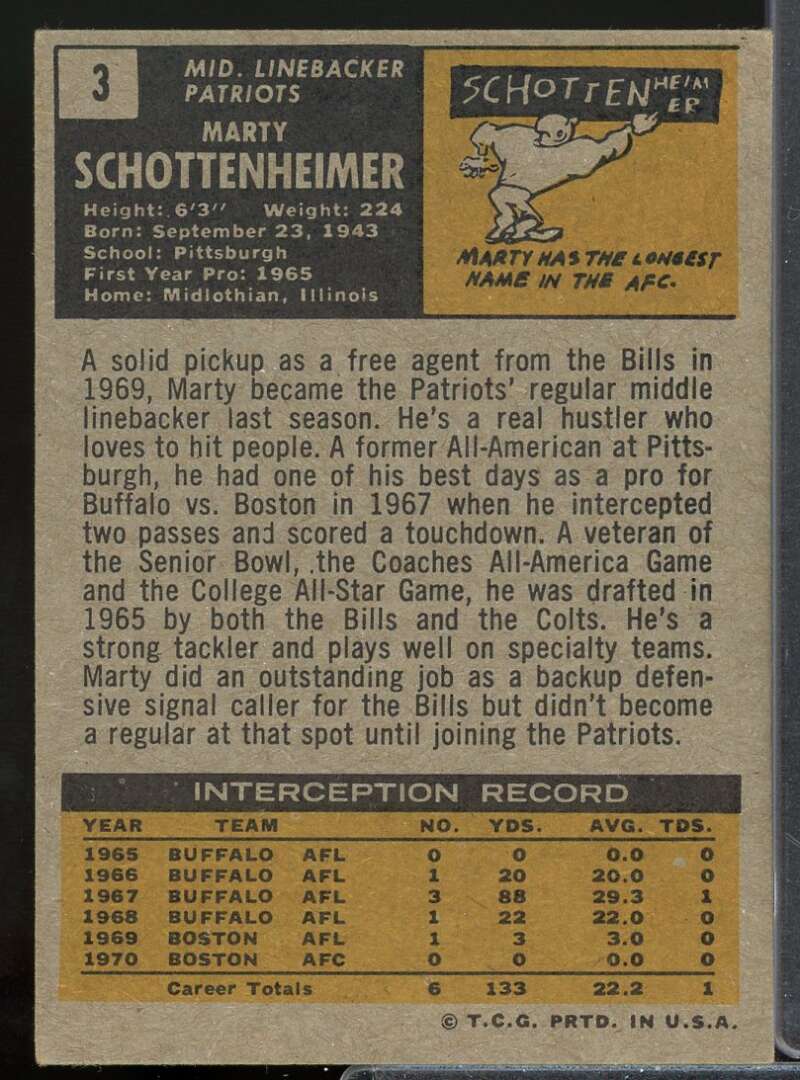 3
MID. LINEBACKER
PATRIOTS
MARTY
SCHOTTENHEIMER
Height: 6'3" Weight: 224
Born: September 23, 1943
School: Pittsburgh
First Year Pro: 1965
Home: Midlothian, Illinois
SCHOTTENHEIM
ER
MARTY HAS THE LONGEST
NAME IN THE AFC.
A solid pickup as a free agent from the Bills in
1969, Marty became the Patriots' regular middle
linebacker last season. He's a real hustler who
loves to hit people. A former All-American at Pitts-
burgh, he had one of his best days as a pro for
Buffalo vs. Boston in 1967 when he intercepted
two passes and scored a touchdown. A veteran of
the Senior Bowl, .the Coaches All-America Game
and the College All-Star Game, he was drafted in
1965 by both the Bills and the Colts. He's a
strong tackler and plays well on specialty teams.
Marty did an outstanding job as a backup defen-
sive signal caller for the Bills but didn't become
a regular at that spot until joining the Patriots.
INTERCEPTION RECORD
YEAR TEAM NO. YDS. AVG. TDS.
1965 BUFFALO AFL 0 0 0.0 0
1966 BUFFALO AFL 1 20 20.0 0
1967 BUFFALO AFL 3 88 29.3 1
1968 BUFFALO AFL 1 22 22.0 0
1969 BOSTON AFL 1 3 3.0 0
1970 BOSTON AFC 0 0 0.0 0
Career Totals 6 133 22.2 1
© T.C.G. PRTD. IN U.S.A.